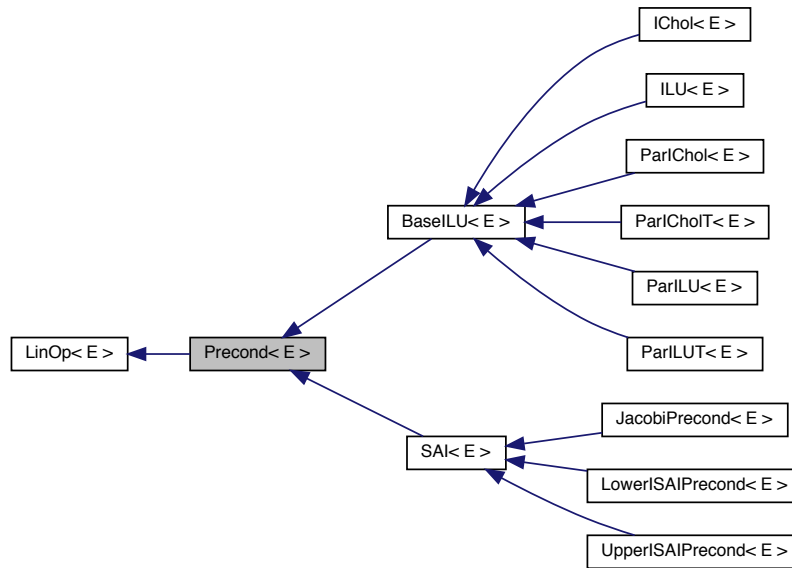 IChol< E >
ILU< E >
ParIChol< E >
BaseILU< E >
ParICholT< E >
ParILU< E >
LinOp< E >
Precond< E >
ParILUT< E >
JacobiPrecond< E >
SAI< E >
LowerISAIPrecond< E >
UpperISAIPrecond< E >